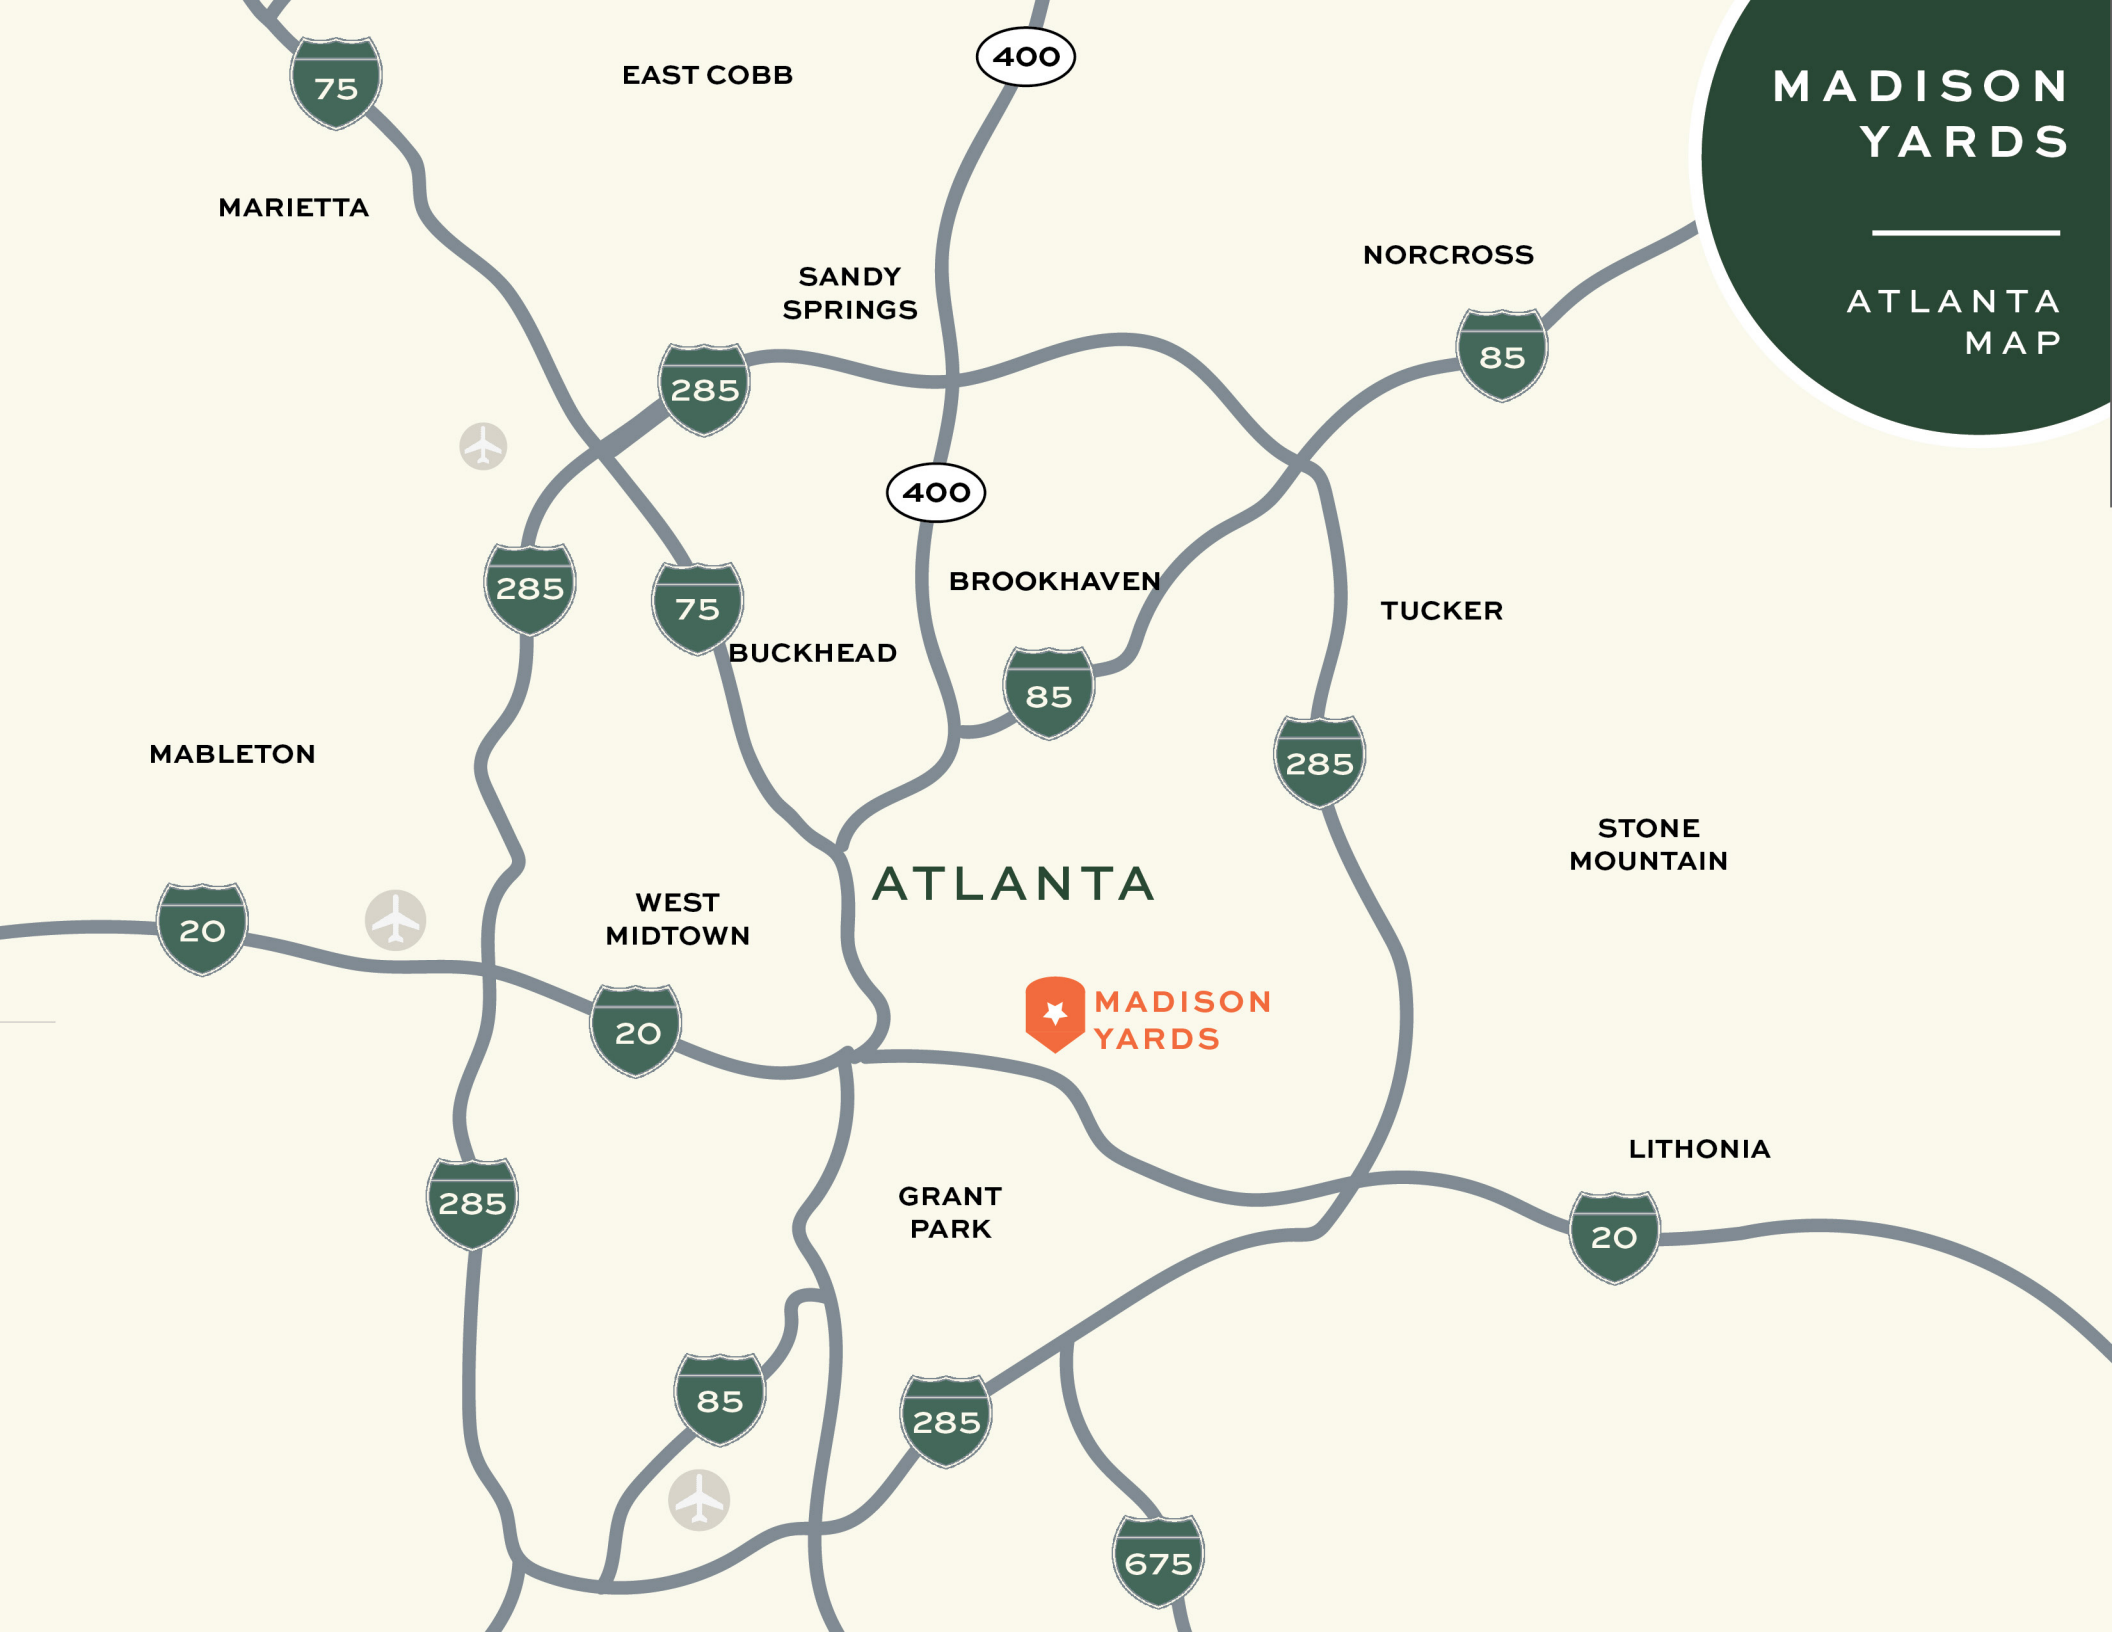 MADISON
YARDS
ATLANTA
MAP
400
75
EAST COBB
MARIETTA
NORCROSS
SANDY
SPRINGS
85
285
400
285
75
BROOKHAVEN
TUCKER
BUCKHEAD
85
MABLETON
285
STONE
MOUNTAIN
ATLANTA
WEST
MIDTOWN
20
MADISON
YARDS
20
LITHONIA
285
GRANT
PARK
20
85
285
675